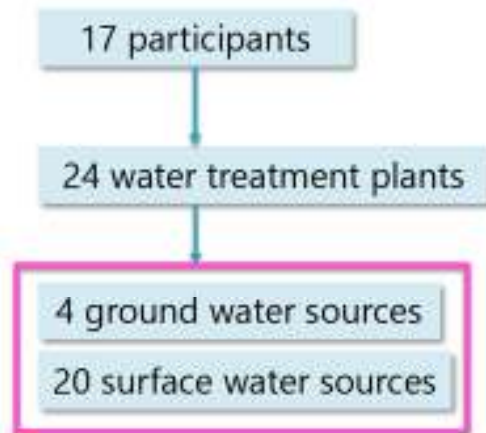 17 participants
24 water treatment plants
4 ground water sources
20 surface water sources